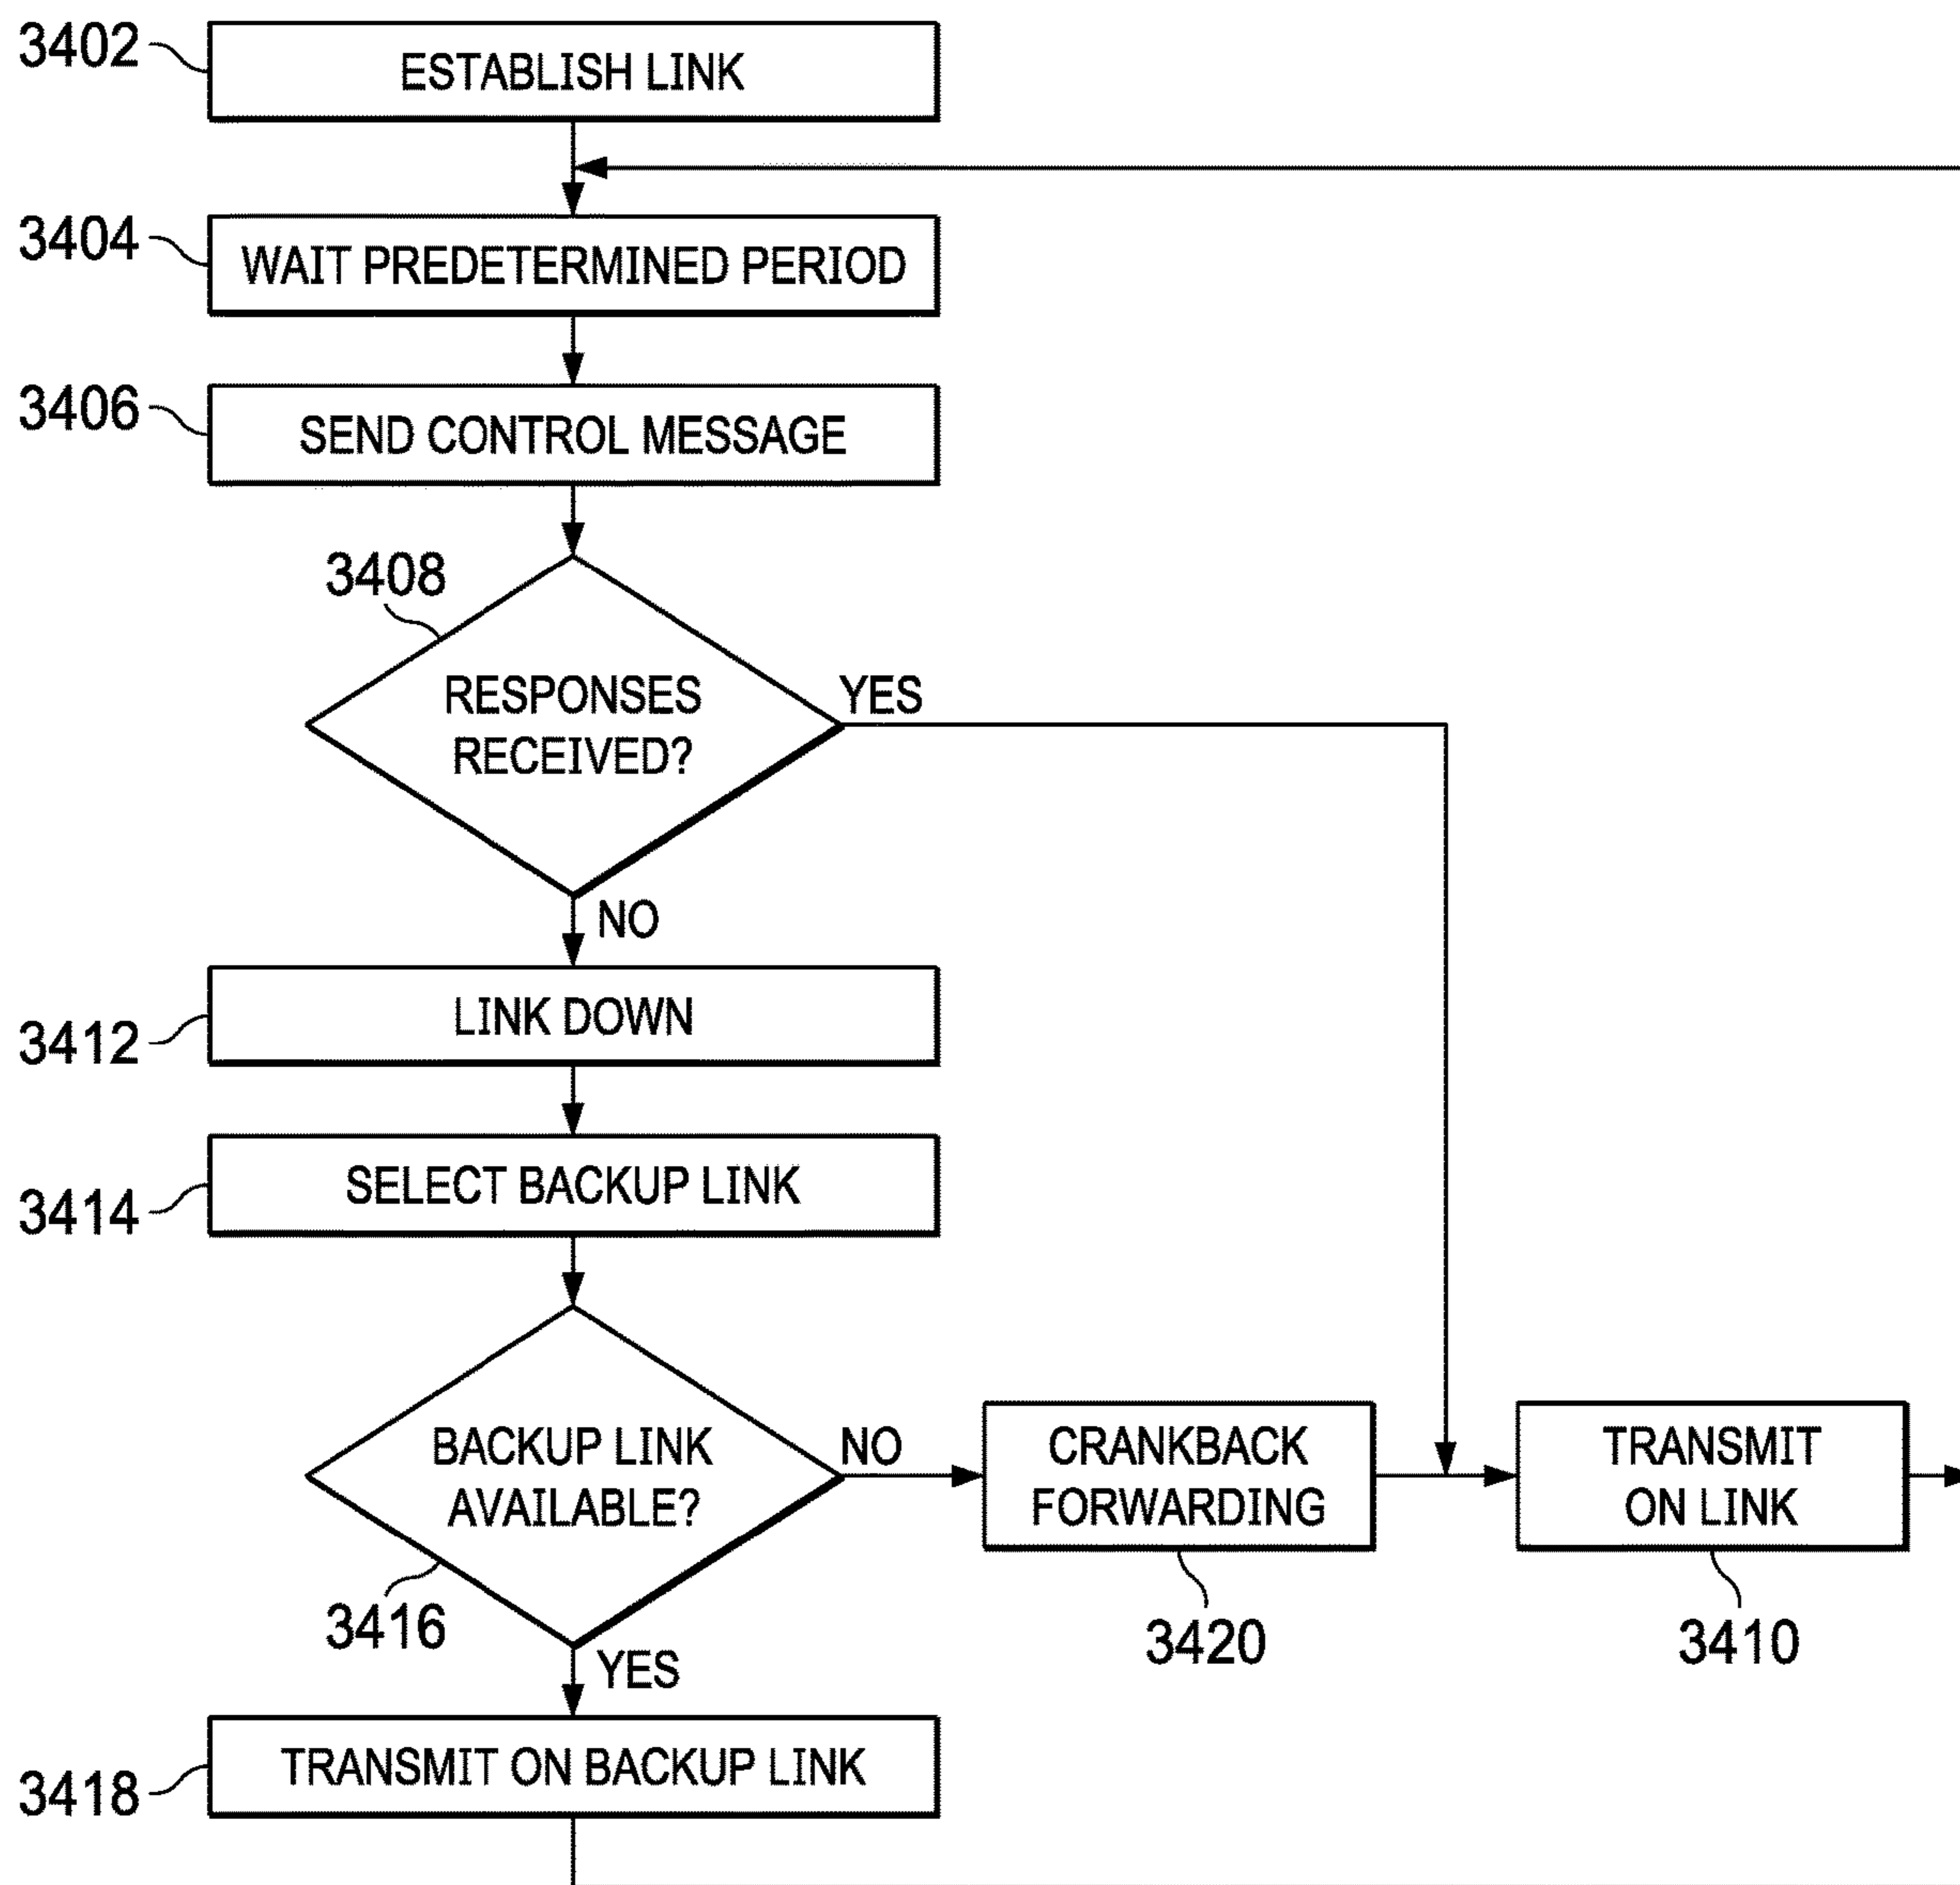 3402
ESTABLISH LINK
3404
WAIT PREDETERMINED PERIOD
3406
SEND CONTROL MESSAGE
3408
RESPONSES
RECEIVED?
YES
NO
3412
LINK DOWN
3414
SELECT BACKUP LINK
BACKUP LINK
AVAILABLE?
NO
CRANKBACK
FORWARDING
TRANSMIT
ON LINK
3416
3420
3410
YES
3418
TRANSMIT ON BACKUP LINK